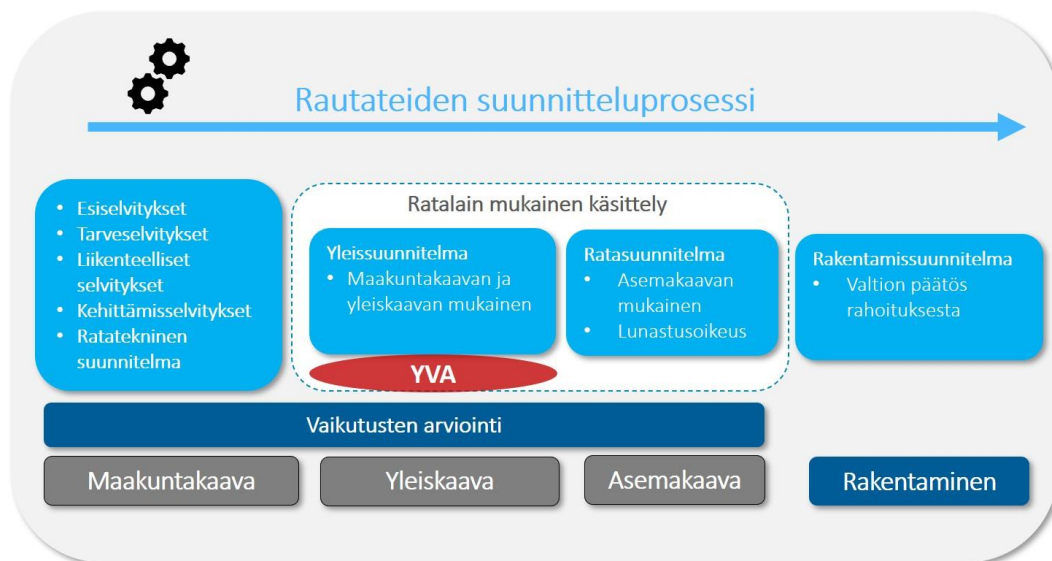 Rautateiden suunnitteluprosessi
• Esiselvitykset
• Tarveselvitykset
• Liikenteelliset
selvitykset
• Kehittämisselvitykset
• Ratatekninen
suunnitelma
Ratalain mukainen käsittely
Yleissuunnitelma
• Maakuntakaavan ja
yleiskaavan mukainen
YVA
Ratasuunnitelma
• Asemakaavan
mukainen
• Lunastusoikeus
Rakentamissuunnitelma
• Valtion päätös
rahoituksesta
Vaikutusten arviointi
Maakuntakaava
Yleiskaava
Asemakaava
Rakentaminen